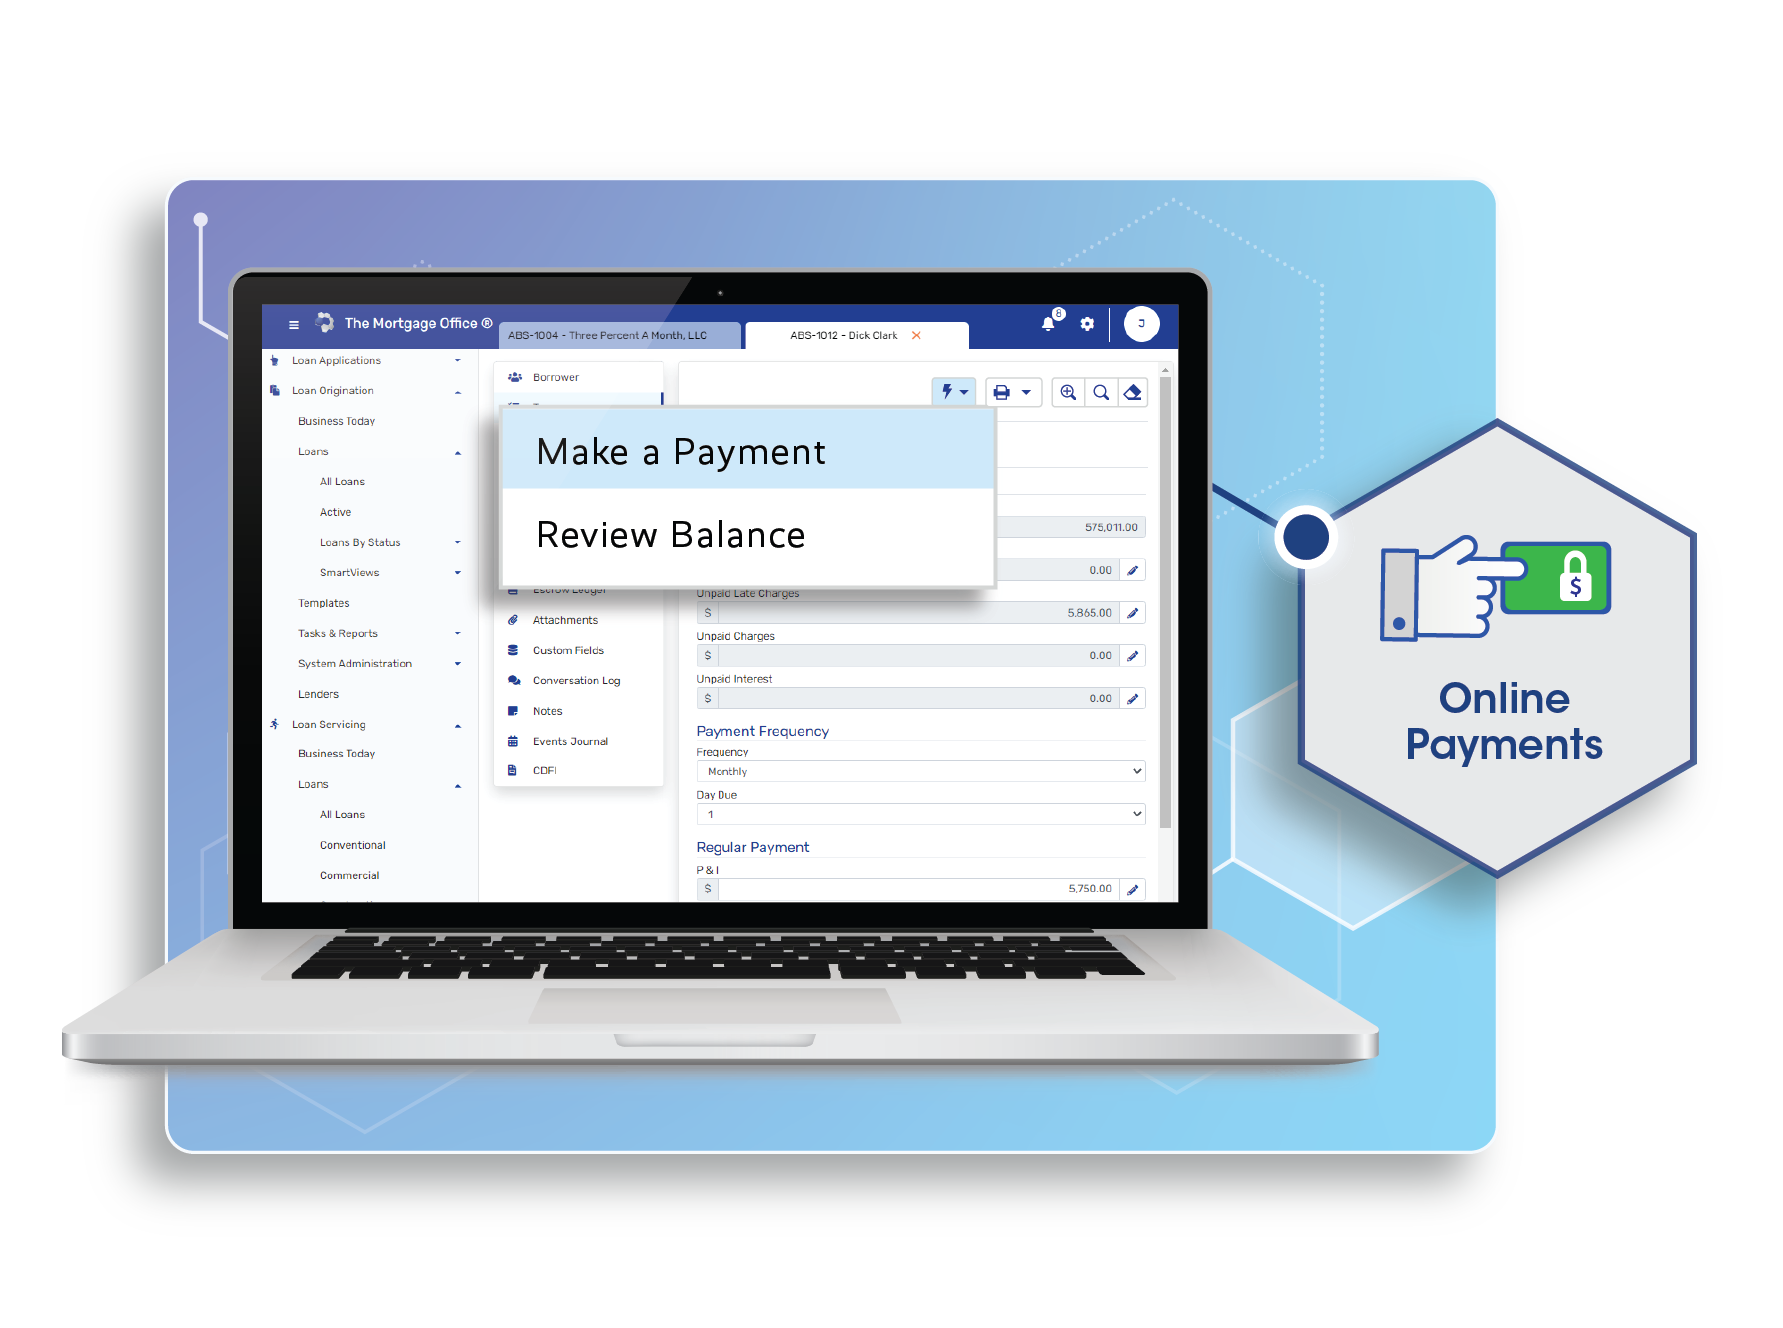 The Mortgage Office ®
ABS-1004 - Three Percent A Month, LLC
ABS-1012 - Dick Clark
8
J
Loan Applications
Loan Origination
Business Today
Loans
All Loans
Active
Loans By Status
SmartViews
Templates
Tasks & Reports
System Administration
Lenders
Loan Servicing
Business Today
Loans
All Loans
Conventional
Commercial
Borrower
Make a Payment
Review Balance
Escrow Ledger
Attachments
Custom Fields
Conversation Log
Notes
Events Journal
CDFI
575,011.00
0.00
Unpaid Late Charges
$ 5,865.00
Unpaid Charges
$ 0.00
Unpaid Interest
$ 0.00
Payment Frequency
Frequency
Monthly
Day Due
1
Regular Payment
P & I
$ 5,750.00
$
Online
Payments